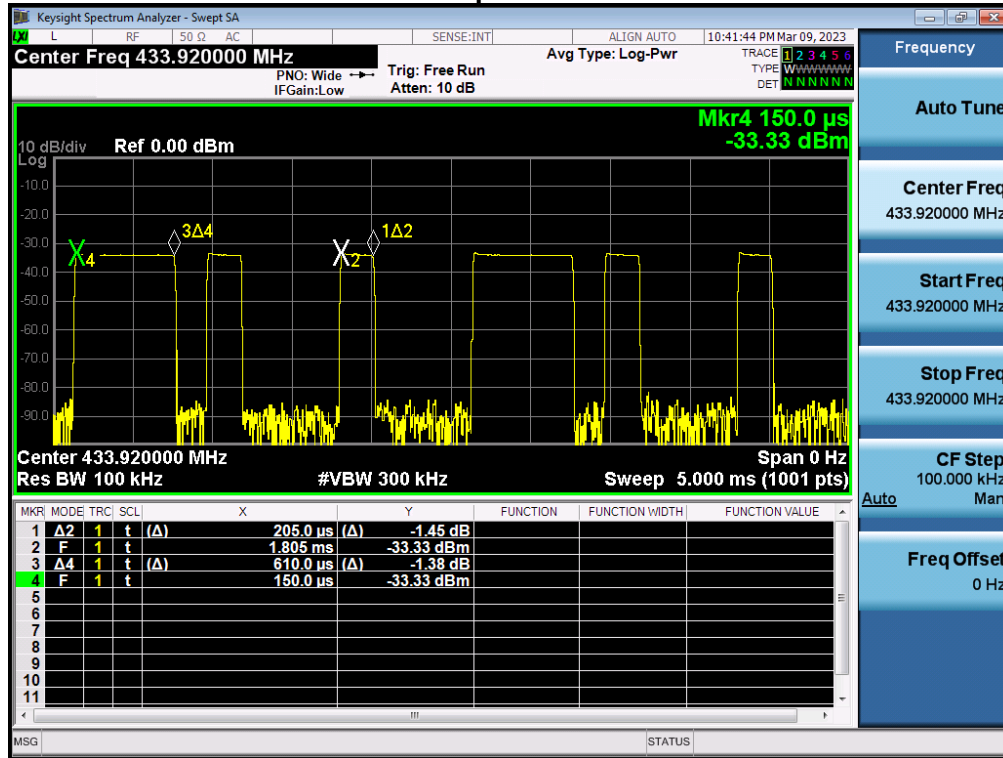 Keysight Spectrum Analyzer - Swept SA
LXI L RF 50 Ω AC SENSE:INT ALIGN AUTO 10:41:44 PM Mar 09, 2023
Center Freq 433.920000 MHz
PNO: Wide
IFGain:Low
Trig: Free Run
Atten: 10 dB
Avg Type: Log-Pwr
TRACE 1 2 3 4 5 6
TYPE WWWWWW
DET N N N N N N
Mkr4 150.0 µs
-33.33 dBm
10 dB/div Ref 0.00 dBm
Log
-10.0
-20.0
-30.0
-40.0
-50.0
-60.0
-70.0
-80.0
-90.0
X4
3Δ4
X2
1Δ2
Center 433.920000 MHz Span 0 Hz
Res BW 100 kHz #VBW 300 kHz Sweep 5.000 ms (1001 pts)
MKR MODE TRC SCL X Y FUNCTION FUNCTION WIDTH FUNCTION VALUE
1 Δ2 1 t (Δ) 205.0 µs (Δ) -1.45 dB
2 F 1 t 1.805 ms -33.33 dBm
3 Δ4 1 t (Δ) 610.0 µs (Δ) -1.38 dB
4 F 1 t 150.0 µs -33.33 dBm
5
6
7
8
9
10
11
MSG STATUS
Frequency
Auto Tune
Center Freq
433.920000 MHz
Start Freq
433.920000 MHz
Stop Freq
433.920000 MHz
CF Step
100.000 kHz
Auto Man
Freq Offset
0 Hz